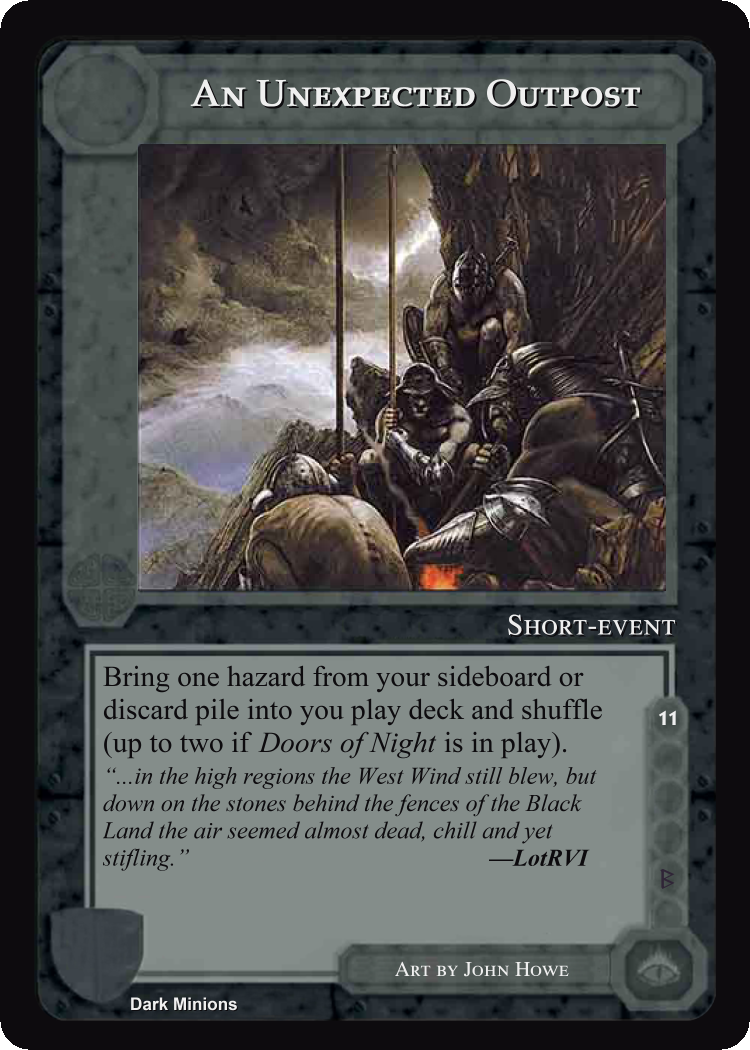 An Unexpected Outpost
Short-event
Bring one hazard from your sideboard or
discard pile into you play deck and shuffle
(up to two if Doors of Night is in play).
“...in the high regions the West Wind still blew, but
down on the stones behind the fences of the Black
Land the air seemed almost dead, chill and yet
stifling.” —LotRVI
11
ᛒ
Art by John Howe
Dark Minions